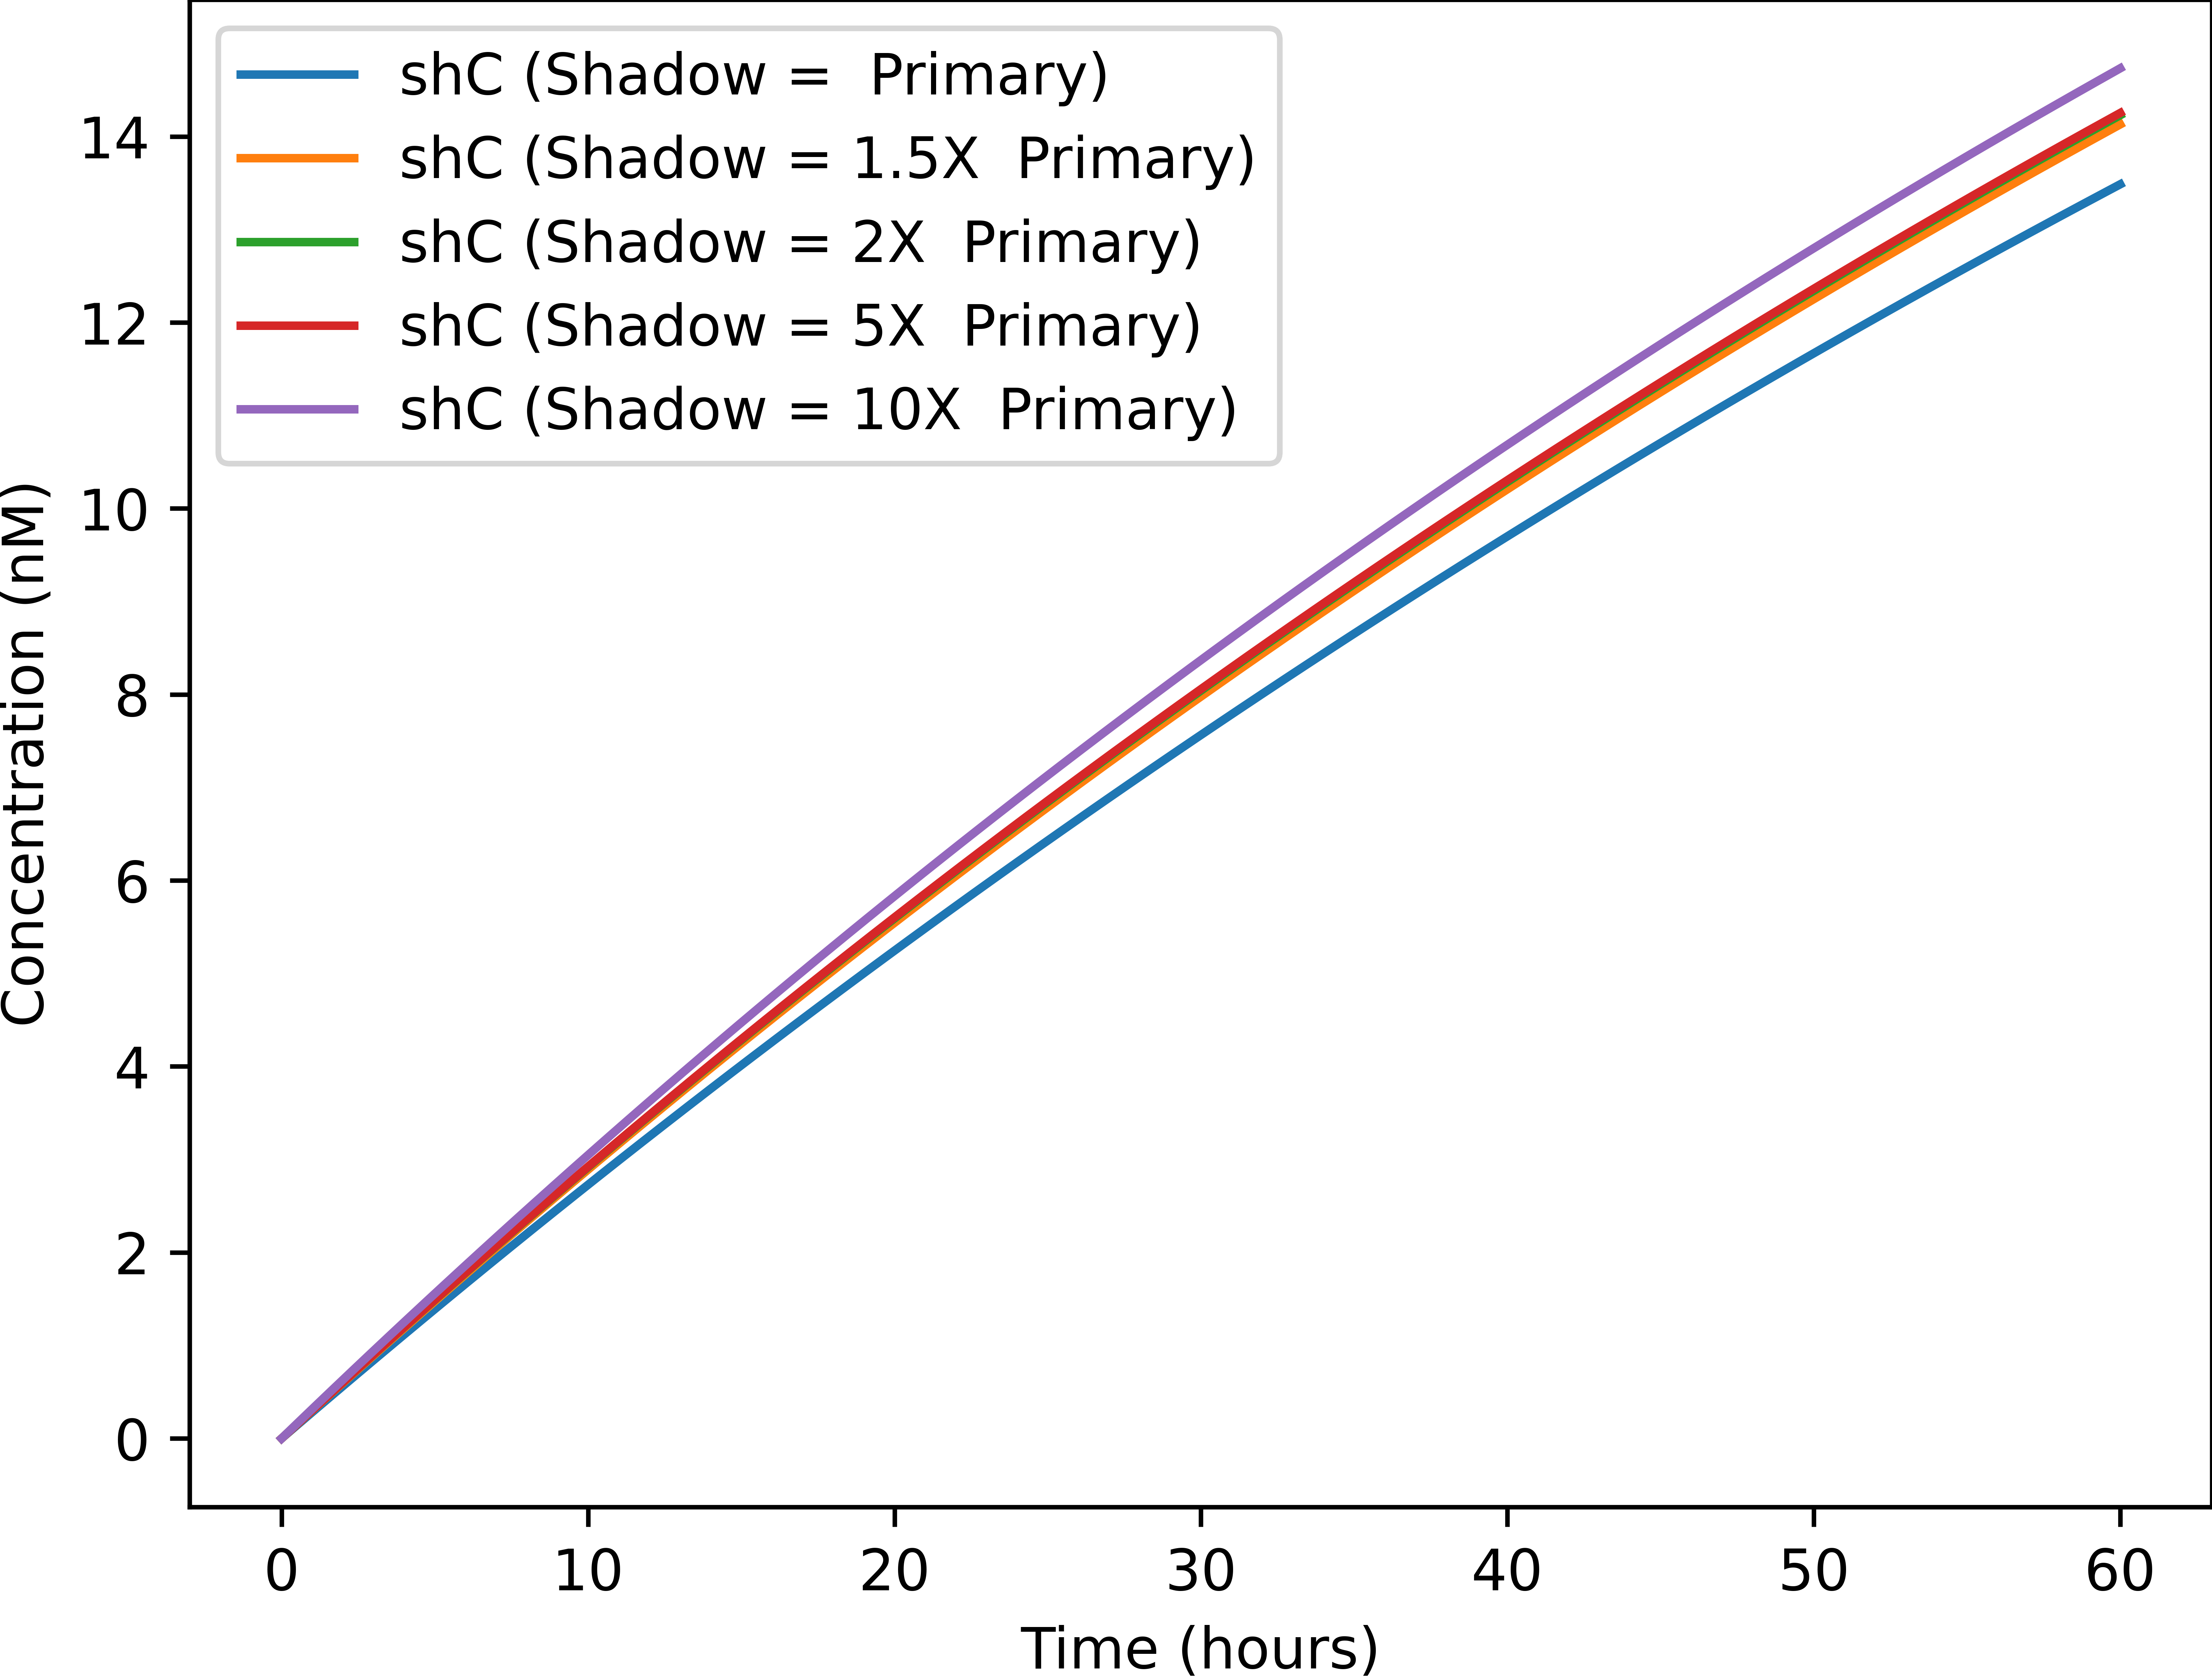 shC (Shadow =  Primary)
shC (Shadow = 1.5X  Primary)
shC (Shadow = 2X  Primary)
shC (Shadow = 5X  Primary)
shC (Shadow = 10X  Primary)
14
12
10
8
6
4
2
0
Concentration (nM)
0 10 20 30 40 50 60
Time (hours)